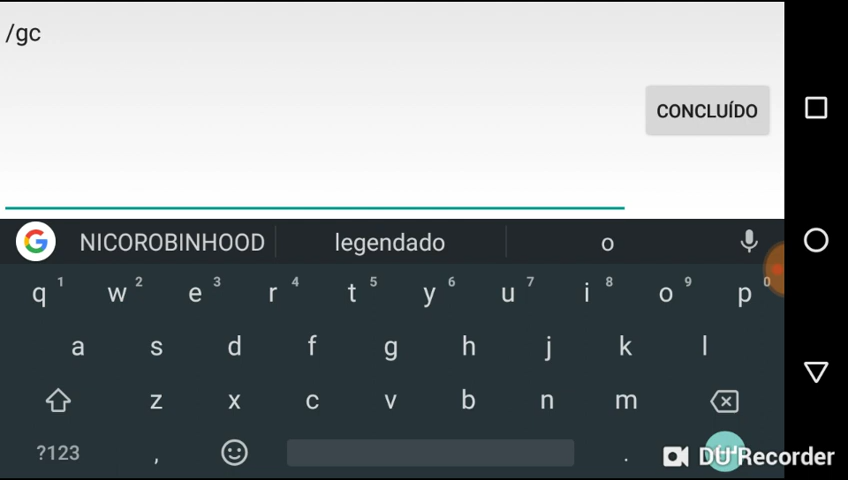 /gc
CONCLUÍDO
G NICOROBINHOOD legendado o
q 1 w 2 e 3 r 4 t 5 y 6 u 7 i 8 o 9 p 0
a s d f g h j k l
z x c v b n m
?123 , . DU Recorder